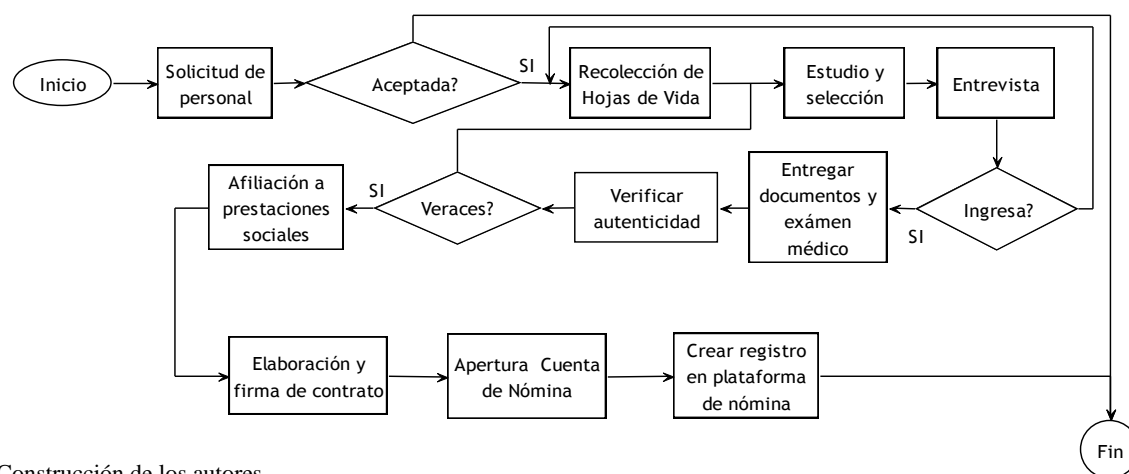 Inicio
Solicitud de
personal
Aceptada?
SI
Recolección de
Hojas de Vida
Estudio y
selección
Entrevista
Ingresa?
SI
Entregar
documentos y
exámen
médico
Verificar
autenticidad
Veraces?
SI
Afiliación a
prestaciones
sociales
Elaboración y
firma de contrato
Apertura Cuenta
de Nómina
Crear registro
en plataforma
de nómina
Fin
Construcción de los autores